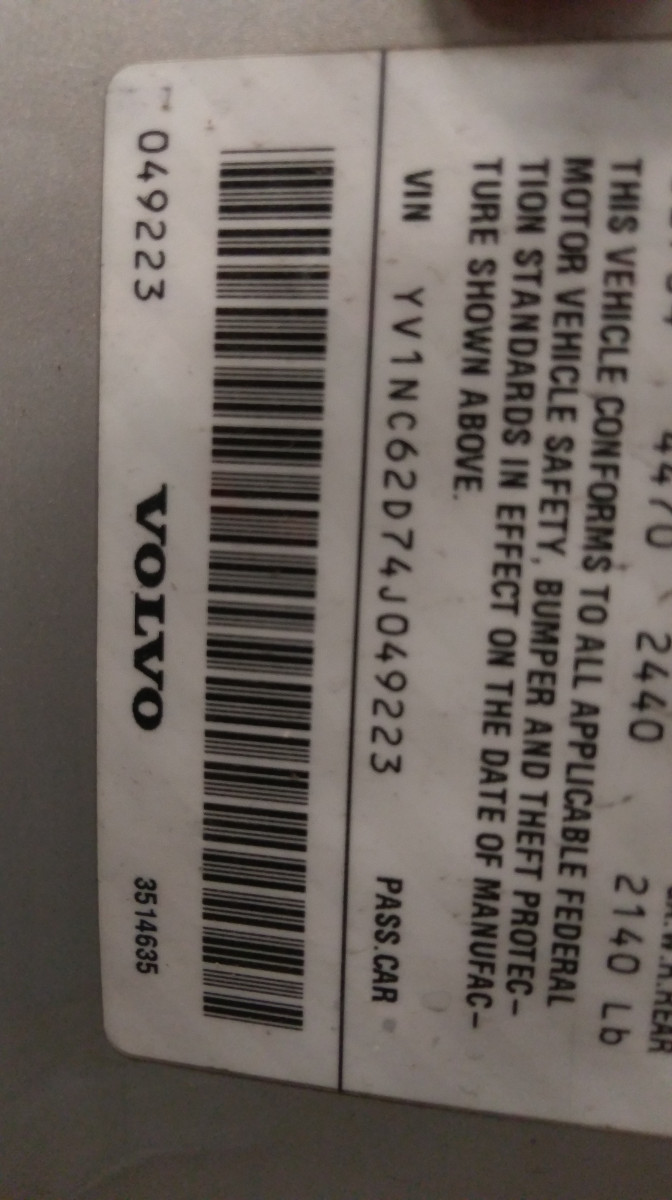 4470 2440 2140 Lb
THIS VEHICLE CONFORMS TO ALL APPLICABLE FEDERAL
MOTOR VEHICLE SAFETY, BUMPER AND THEFT PROTEC-
TION STANDARDS IN EFFECT ON THE DATE OF MANUFAC-
TURE SHOWN ABOVE.
VIN YV1NC62D74J049223 PASS.CAR
049223 VOLVO 3514635